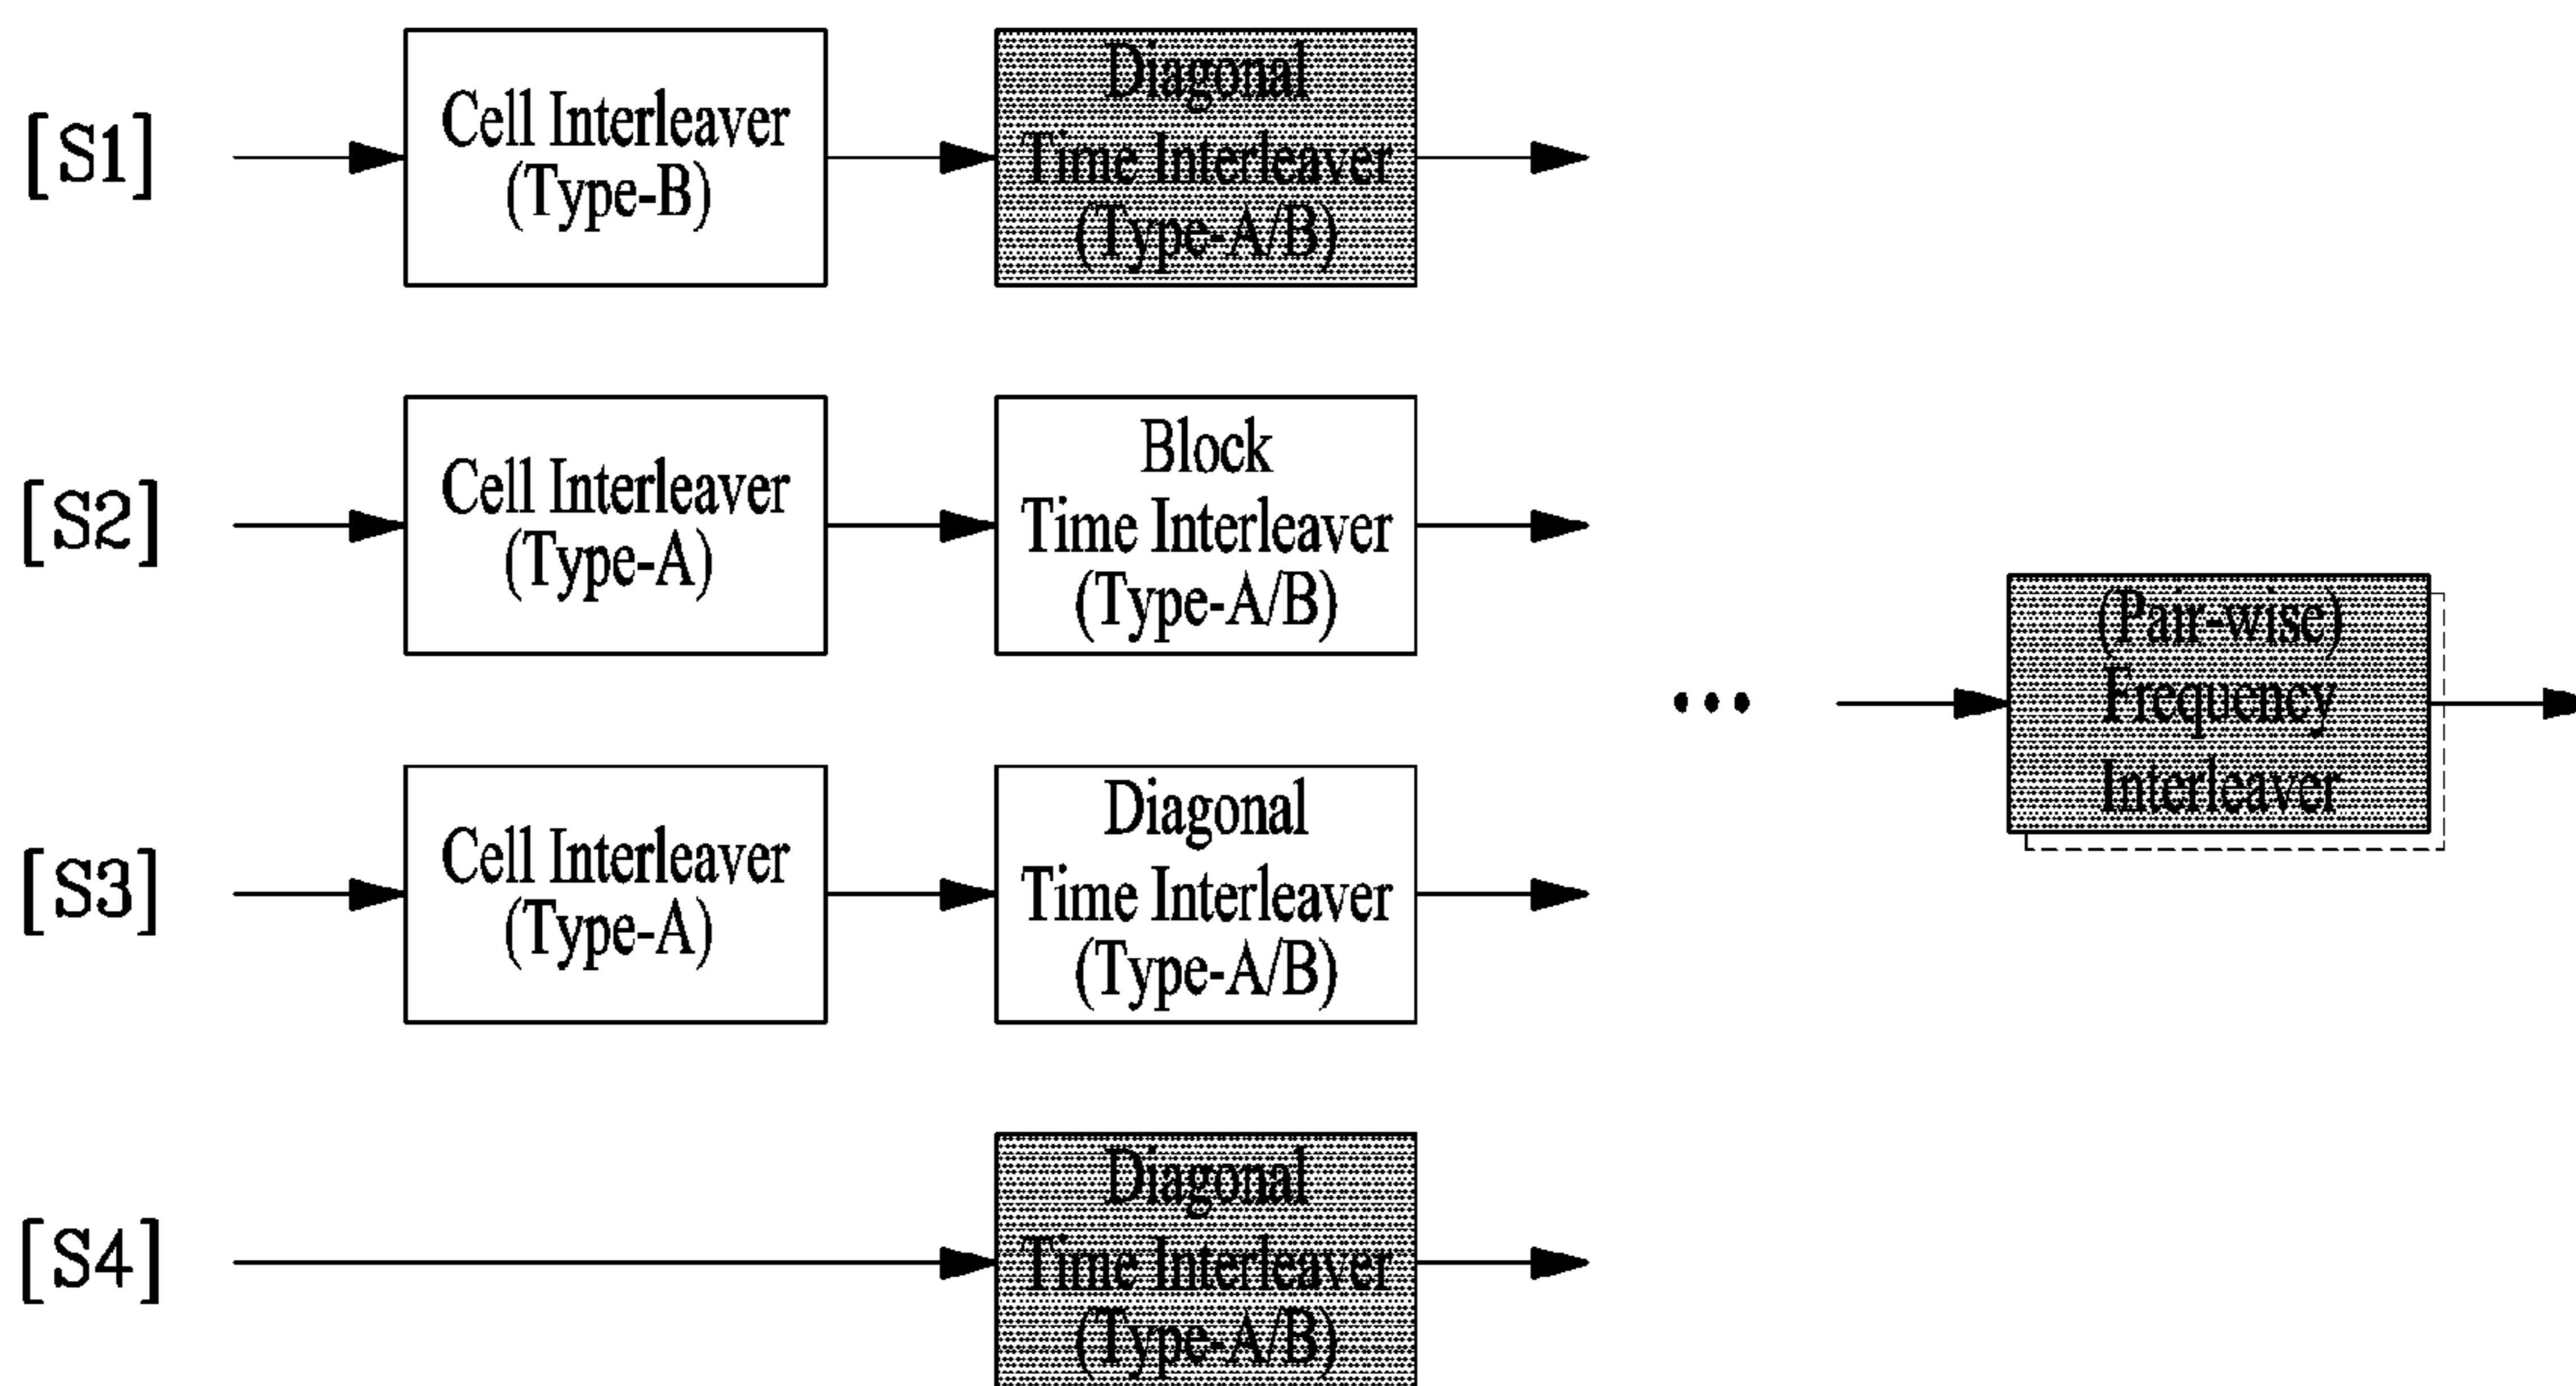 [S1]
Cell Interleaver
(Type-B)
Diagonal
Time Interleaver
(Type-A/B)
[S2]
Cell Interleaver
(Type-A)
Block
Time Interleaver
(Type-A/B)
(Pair-wise)
Frequency
Interleaver
[S3]
Cell Interleaver
(Type-A)
Diagonal
Time Interleaver
(Type-A/B)
[S4]
Diagonal
Time Interleaver
(Type-A/B)